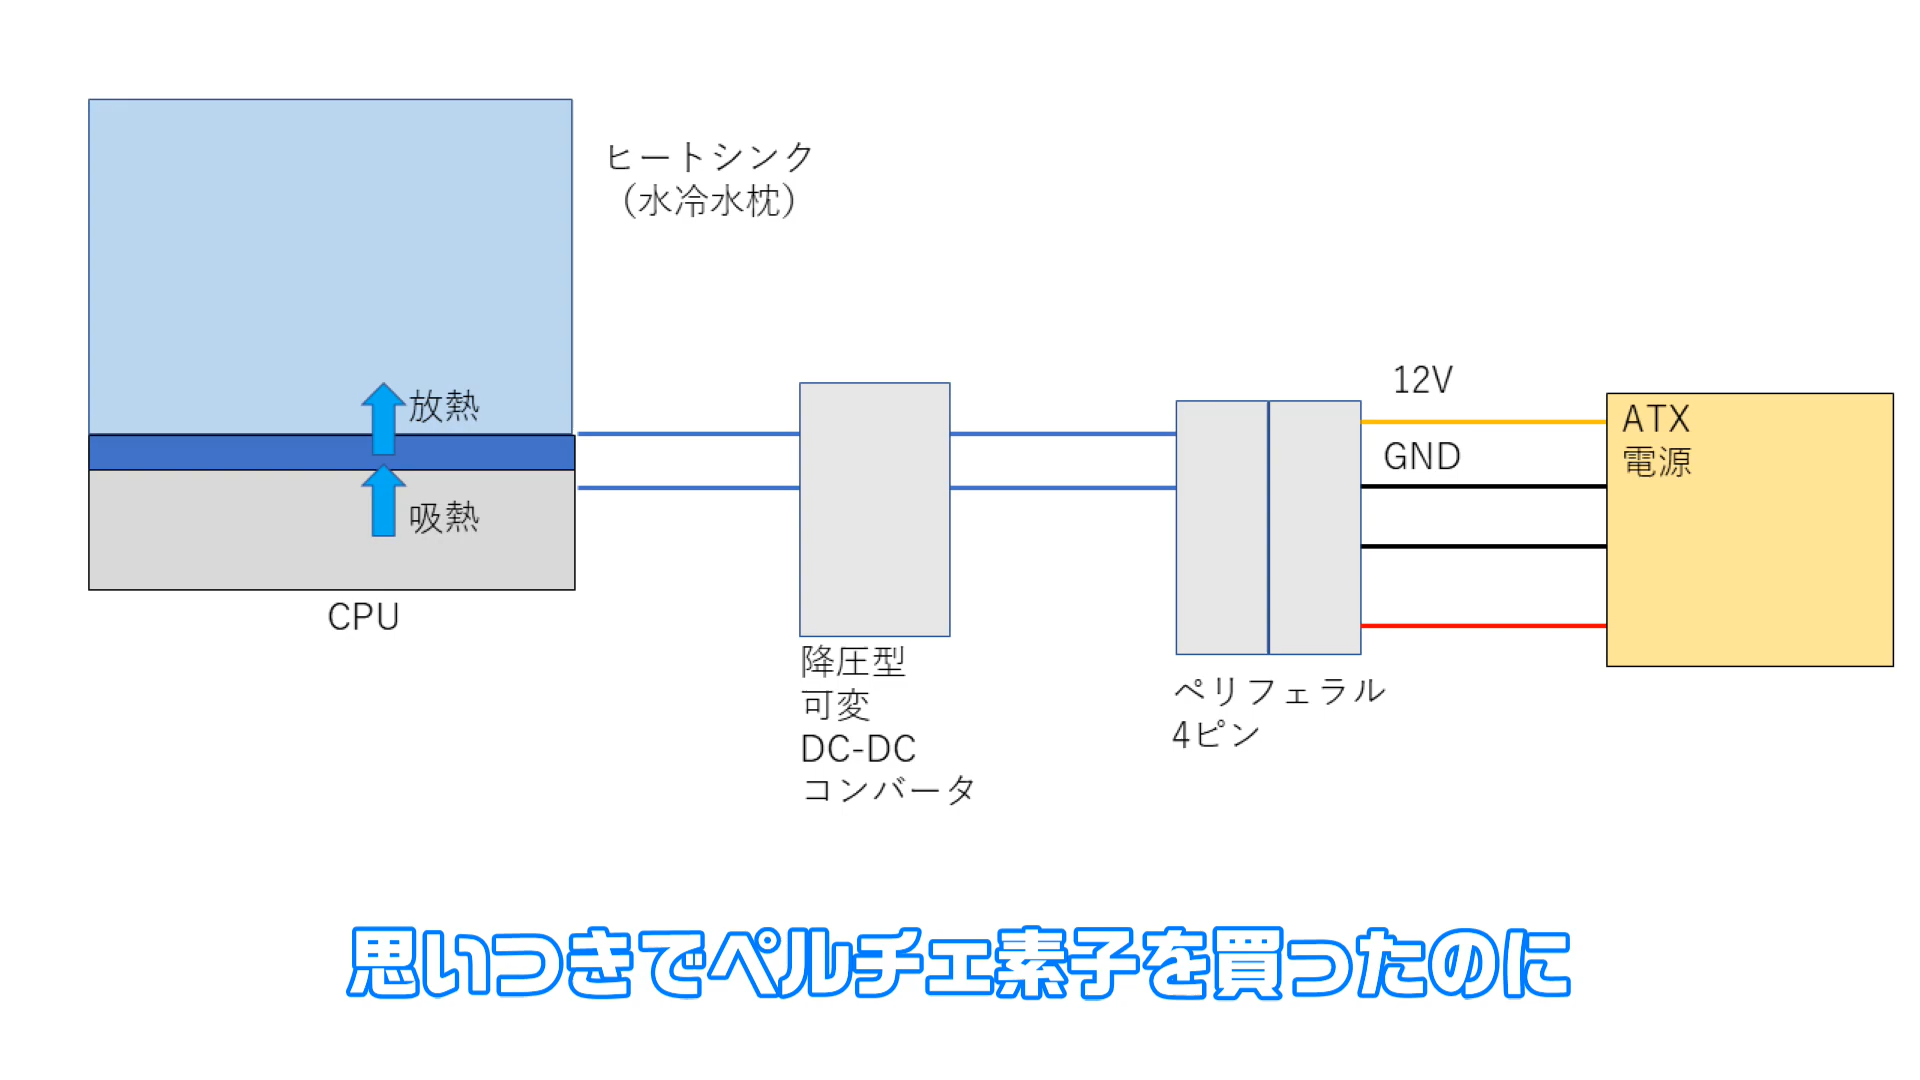 ヒートシンク
（水冷水枕）
放熱
吸熱
CPU
降圧型
可変
DC-DC
コンバータ
ペリフェラル
4ピン
12V
GND
ATX
電源
思いつきでペルチェ素子を買ったのに